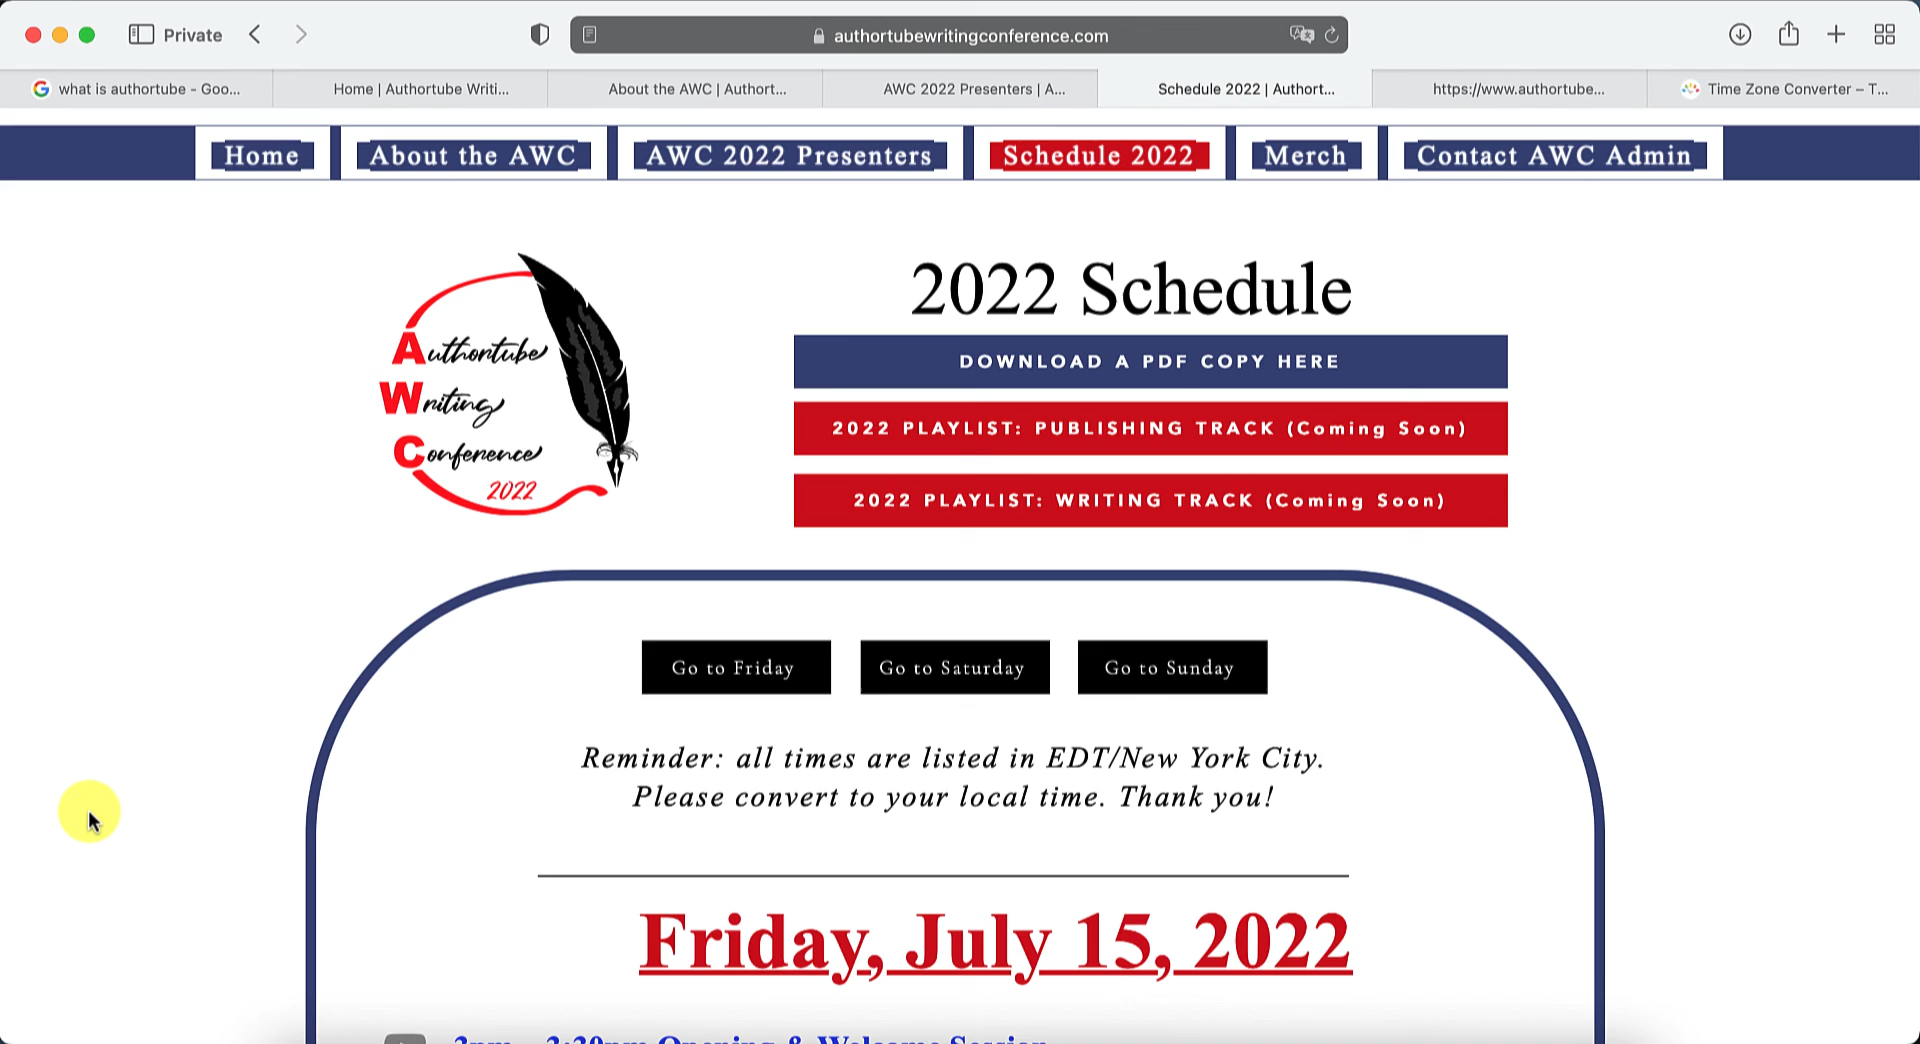 Private
authortubewritingconference.com
what is authortube - Goo...
Home | Authortube Writi...
About the AWC | Authort...
AWC 2022 Presenters | A...
Schedule 2022 | Authort...
https://www.authortube...
Time Zone Converter – T...
Home
About the AWC
AWC 2022 Presenters
Schedule 2022
Merch
Contact AWC Admin
Authortube
Writing
Conference
2022
2022 Schedule
DOWNLOAD A PDF COPY HERE
2022 PLAYLIST: PUBLISHING TRACK (Coming Soon)
2022 PLAYLIST: WRITING TRACK (Coming Soon)
Go to Friday
Go to Saturday
Go to Sunday
Reminder: all times are listed in EDT/New York City.
Please convert to your local time. Thank you!
Friday, July 15, 2022
Opening & Welcome Session